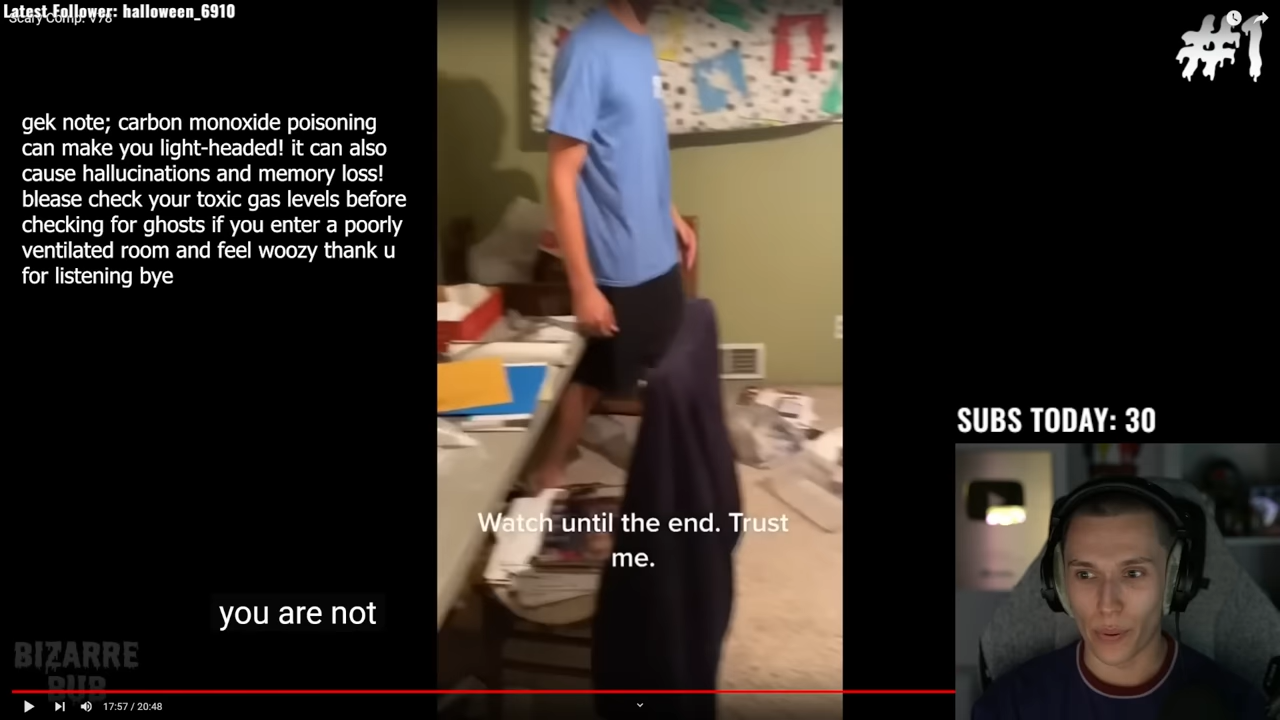 Latest Follower: halloween_6910
Scary Comp. V78
#1
gek note; carbon monoxide poisoning
can make you light-headed! it can also
cause hallucinations and memory loss!
blease check your toxic gas levels before
checking for ghosts if you enter a poorly
ventilated room and feel woozy thank u
for listening bye
SUBS TODAY: 30
Watch until the end. Trust
me.
you are not
BIZARRE
BUB
17:57 / 20:48